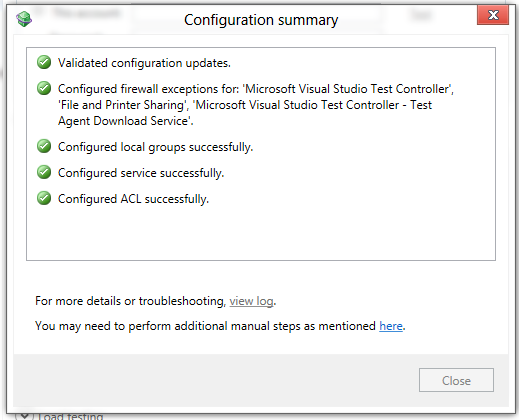 This account:
Configuration summary
Validated configuration updates.
Configured firewall exceptions for: 'Microsoft Visual Studio Test Controller',
'File and Printer Sharing', 'Microsoft Visual Studio Test Controller - Test
Agent Download Service'.
Configured local groups successfully.
Configured service successfully.
Configured ACL successfully.
For more details or troubleshooting, view log.
You may need to perform additional manual steps as mentioned here.
Close
Load testing